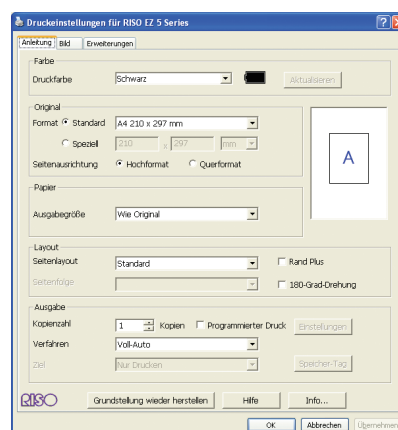 Druckeinstellungen für RISO EZ 5 Series
Anleitung Bild Erweiterungen
Farbe
Druckfarbe Schwarz Aktualisieren
Original
Format Standard A4 210 x 297 mm
Speziell 210 x 297 mm
Seitenausrichtung Hochformat Querformat
A
Papier
Ausgabegröße Wie Original
Layout
Seitenlayout Standard Rand Plus
Seitenfolge 180-Grad-Drehung
Ausgabe
Kopienzahl 1 Kopien Programmierter Druck Einstellungen
Verfahren Voll-Auto
Ziel Nur Drucken Speicher-Tag
RISO Grundstellung wieder herstellen Hilfe Info...
OK Abbrechen Übernehmen